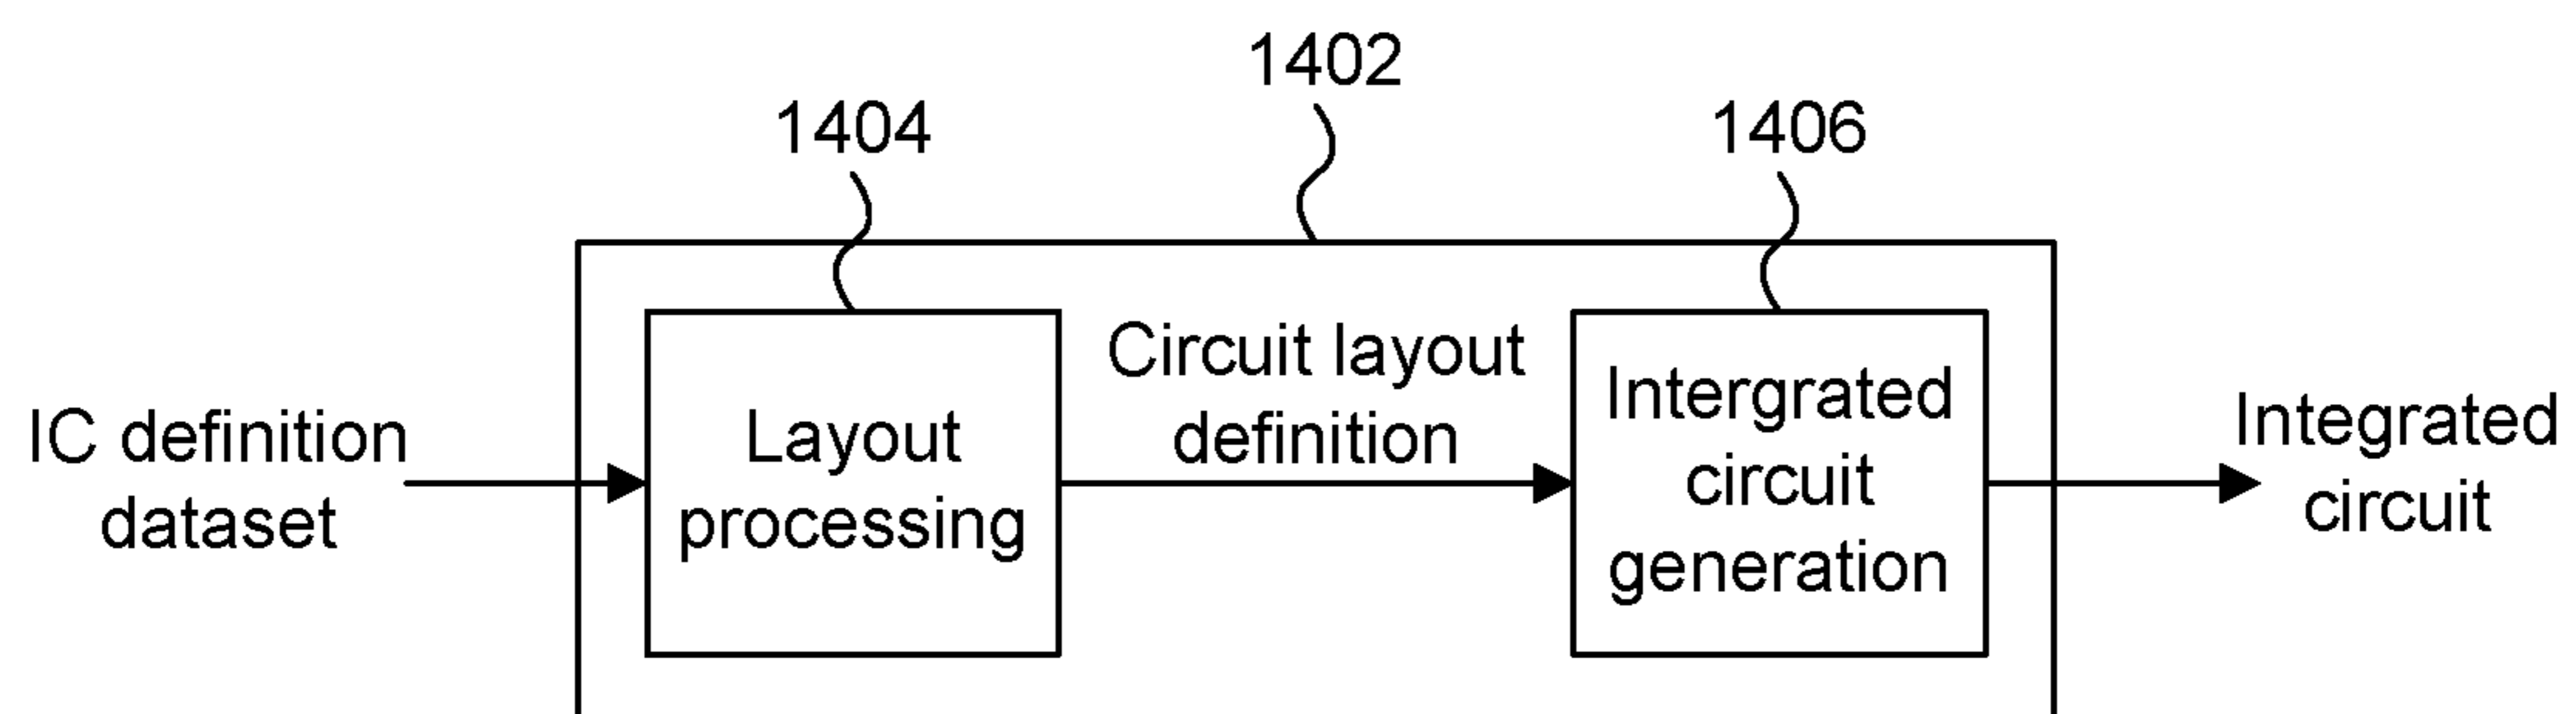 1402
1404
1406
IC definition
dataset
Layout
processing
Circuit layout
definition
Intergrated
circuit
generation
Integrated
circuit